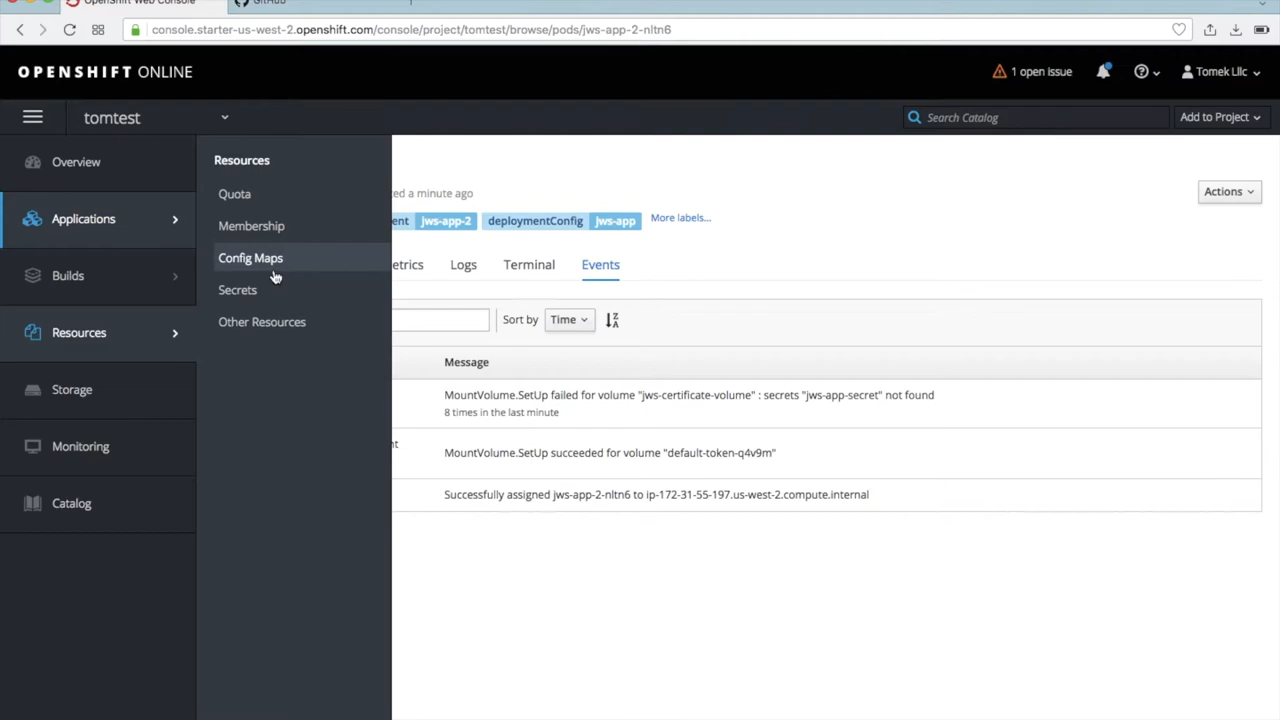 OpenShift Web Console
GitHub
console.starter-us-west-2.openshift.com/console/project/tomtest/browse/pods/jws-app-2-nltn6
OPENSHIFT ONLINE
1 open issue
Tomek Llc
tomtest
Search Catalog
Add to Project
Overview
Applications
Builds
Resources
Storage
Monitoring
Catalog
Resources
Quota
Membership
Config Maps
Secrets
Other Resources
ed a minute ago
Actions
ent jws-app-2 deploymentConfig jws-app More labels...
etrics Logs Terminal Events
Sort by Time
Message
MountVolume.SetUp failed for volume "jws-certificate-volume" : secrets "jws-app-secret" not found
8 times in the last minute
nt
MountVolume.SetUp succeeded for volume "default-token-q4v9m"
Successfully assigned jws-app-2-nltn6 to ip-172-31-55-197.us-west-2.compute.internal